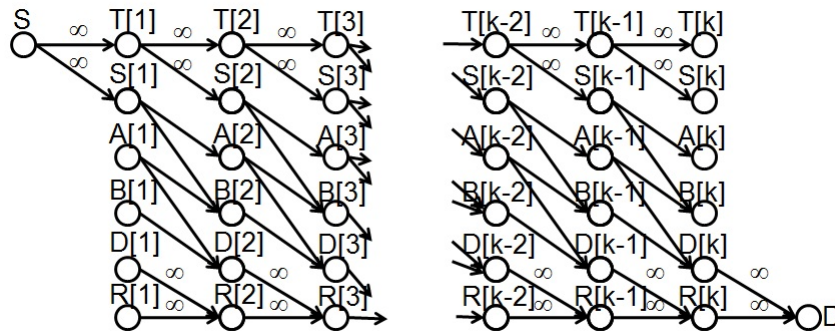 S ∞ T[1] ∞ T[2] ∞ T[3] T[k-2] ∞ T[k-1] ∞ T[k]
∞ S[1] ∞ S[2] ∞ S[3] S[k-2] ∞ S[k-1] ∞ S[k]
A[1] A[2] A[3] A[k-2] A[k-1] A[k]
B[1] B[2] B[3] B[k-2] B[k-1] B[k]
D[1] D[2] D[3] D[k-2] D[k-1] D[k]
∞ ∞ ∞ ∞ ∞
R[1] ∞ R[2] ∞ R[3] R[k-2] ∞ R[k-1] ∞ R[k] ∞ D